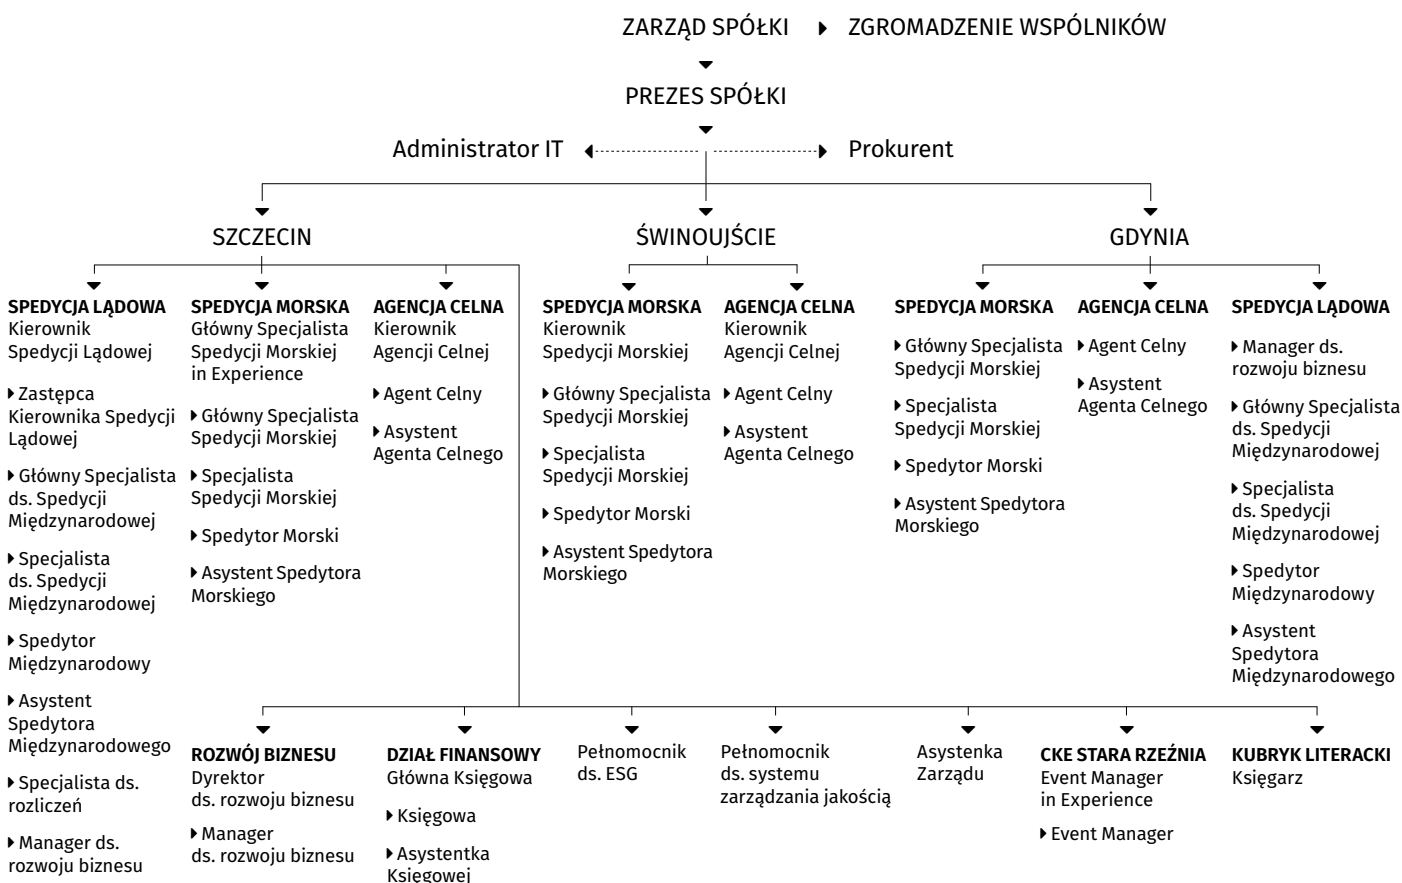 ZARZĄD SPÓŁKI ZGROMADZENIE WSPÓLNIKÓW
PREZES SPÓŁKI
Administrator IT Prokurent
SZCZECIN
ŚWINOUJŚCIE
GDYNIA
SPEDYCJA LĄDOWA
Kierownik
Spedycji Lądowej
Zastępca
Kierownika Spedycji
Lądowej
Główny Specjalista
ds. Spedycji
Międzynarodowej
Specjalista
ds. Spedycji
Międzynarodowej
Spedytor
Międzynarodowy
Asystent
Spedytora
Międzynarodowego
Specjalista ds.
rozliczeń
Manager ds.
rozwoju biznesu
SPEDYCJA MORSKA
Główny Specjalista
Spedycji Morskiej
in Experience
Główny Specjalista
Spedycji Morskiej
Specjalista
Spedycji Morskiej
Spedytor Morski
Asystent Spedytora
Morskiego
AGENCJA CELNA
Kierownik
Agencji Celnej
Agent Celny
Asystent
Agenta Celnego
SPEDYCJA MORSKA
Kierownik
Spedycji Morskiej
Główny Specjalista
Spedycji Morskiej
Specjalista
Spedycji Morskiej
Spedytor Morski
Asystent Spedytora
Morskiego
AGENCJA CELNA
Kierownik
Agencji Celnej
Agent Celny
Asystent
Agenta Celnego
SPEDYCJA MORSKA
Główny Specjalista
Spedycji Morskiej
Specjalista
Spedycji Morskiej
Spedytor Morski
Asystent Spedytora
Morskiego
AGENCJA CELNA
Agent Celny
Asystent
Agenta Celnego
SPEDYCJA LĄDOWA
Manager ds.
rozwoju biznesu
Główny Specjalista
ds. Spedycji
Międzynarodowej
Specjalista
ds. Spedycji
Międzynarodowej
Spedytor
Międzynarodowy
Asystent
Spedytora
Międzynarodowego
ROZWÓJ BIZNESU
Dyrektor
ds. rozwoju biznesu
Manager
ds. rozwoju biznesu
DZIAŁ FINANSOWY
Główna Księgowa
Księgowa
Asystentka
Księgowej
Pełnomocnik
ds. ESG
Pełnomocnik
ds. systemu
zarządzania jakością
Asystenka
Zarządu
CKE STARA RZEŹNIA
Event Manager
in Experience
Event Manager
KUBRYK LITERACKI
Księgarz